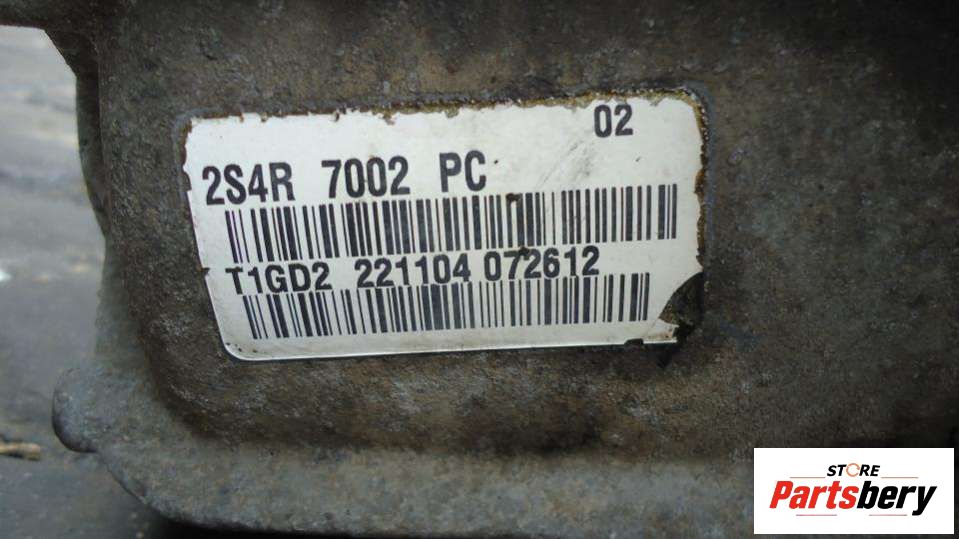 02
2S4R 7002 PC
T1GD2 221104 072612
STORE
Partsbery